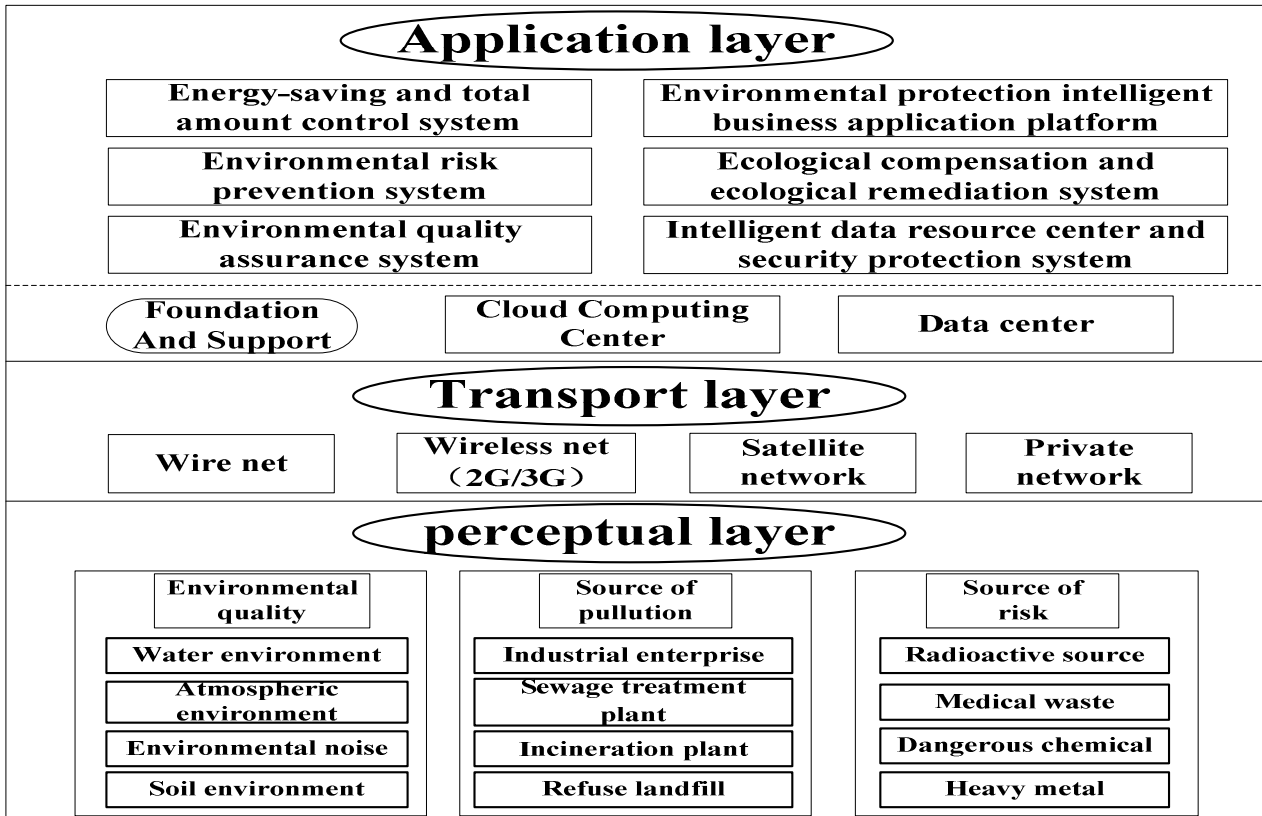 Application layer
Energy-saving and total
amount control system
Environmental protection intelligent
business application platform
Environmental risk
prevention system
Ecological compensation and
ecological remediation system
Environmental quality
assurance system
Intelligent data resource center and
security protection system
Foundation
And Support
Cloud Computing
Center
Data center
Transport layer
Wire net
Wireless net
（2G/3G）
Satellite
network
Private
network
perceptual layer
Environmental
quality
Water environment
Atmospheric
environment
Environmental noise
Soil environment
Source of
pullution
Industrial enterprise
Sewage treatment
plant
Incineration plant
Refuse landfill
Source of
risk
Radioactive source
Medical waste
Dangerous chemical
Heavy metal